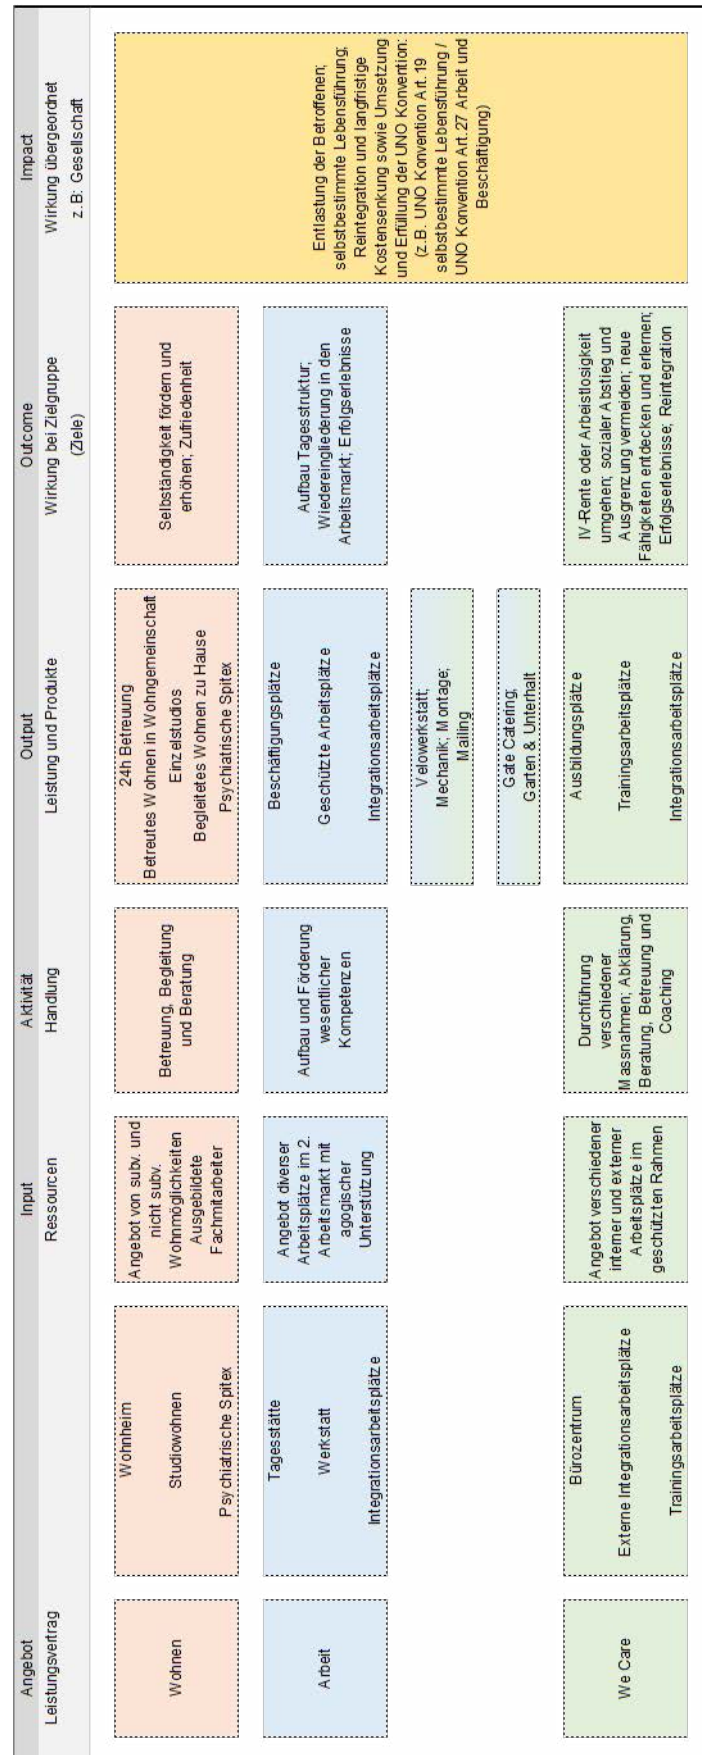 Angebot
Leistungsvertrag
Input
Ressourcen
Aktivität
Handlung
Output
Leistung und Produkte
Outcome
Wirkung bei Zielgruppe
(Ziele)
Impact
Wirkung übergeordnet
z.B: Gesellschaft
Wohnen
Wohnheim
Studiowohnen
Psychiatrische Spitex
Angebot von subv. und
nicht subv.
Wohnmöglichkeiten
Ausgebildete
Fachmitarbeiter
Betreuung, Begleitung
und Beratung
24h Betreuung
Betreutes Wohnen in Wohngemeinschaft
Einzelstudios
Begleitetes Wohnen zu Hause
Psychiatrische Spitex
Selbständigkeit fördern und
erhöhen; Zufriedenheit
Arbeit
Tagesstätte
Werkstatt
Integrationsarbeitsplätze
Angebot diverser
Arbeitsplätze im 2.
Arbeitsmarkt mit
agogischer
Unterstützung
Aufbau und Förderung
wesentlicher
Kompetenzen
Beschäftigungsplätze
Geschützte Arbeitsplätze
Integrationsarbeitsplätze
Aufbau Tagesstruktur;
Wiedereingliederung in den
Arbeitsmarkt; Erfolgserlebnisse
Velowerkstatt;
Mechanik; Montage;
Mailing
Gate Catering;
Garten & Unterhalt
We Care
Bürozentrum
Externe Integrationsarbeitsplätze
Trainingsarbeitsplätze
Angebot verschiedener
interner und externer
Arbeitsplätze im
geschützten Rahmen
Durchführung
verschiedener
Massnahmen; Abklärung,
Beratung, Betreuung und
Coaching
Ausbildungsplätze
Trainingsarbeitsplätze
Integrationsarbeitsplätze
IV-Rente oder Arbeitslosigkeit
umgehen; sozialer Abstieg und
Ausgrenzung vermeiden; neue
Fähigkeiten entdecken und erlernen;
Erfolgserlebnisse; Reintegration
Entlastung der Betroffenen;
selbstbestimmte Lebensführung;
Reintegration und langfristige
Kostensenkung sowie Umsetzung
und Erfüllung der UNO Konvention:
(z.B. UNO Konvention Art. 19
selbstbestimmte Lebensführung /
UNO Konvention Art.27 Arbeit und
Beschäftigung)